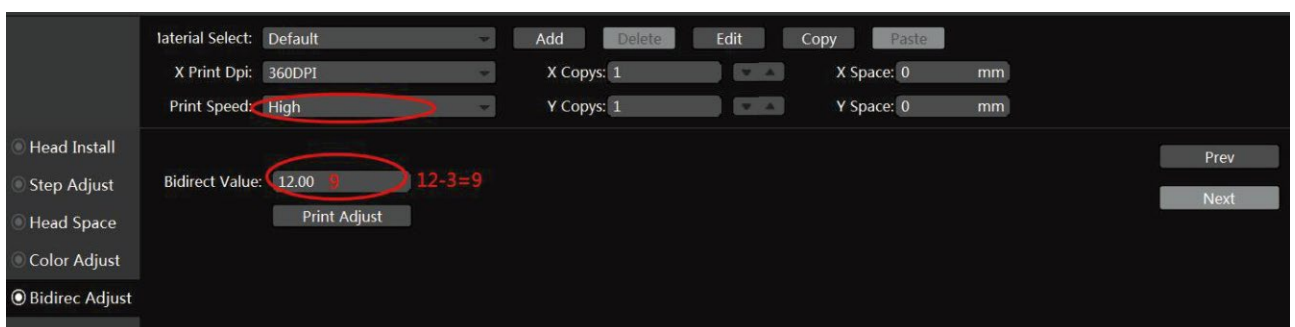 laterial Select: Default Add Delete Edit Copy Paste
X Print Dpi: 360DPI X Copys: 1 X Space: 0 mm
Print Speed: High Y Copys: 1 Y Space: 0 mm
Head Install
Prev
Step Adjust Bidirect Value: 12.00 9 12-3=9
Next
Head Space Print Adjust
Color Adjust
Bidirec Adjust